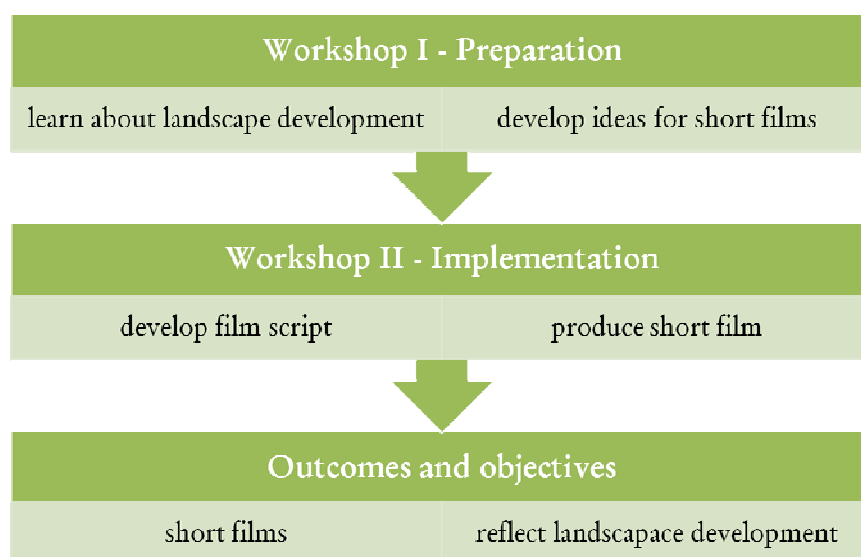 Workshop I - Preparation
learn about landscape development
develop ideas for short films
Workshop II - Implementation
develop film script
produce short film
Outcomes and objectives
short films
reflect landscapace development